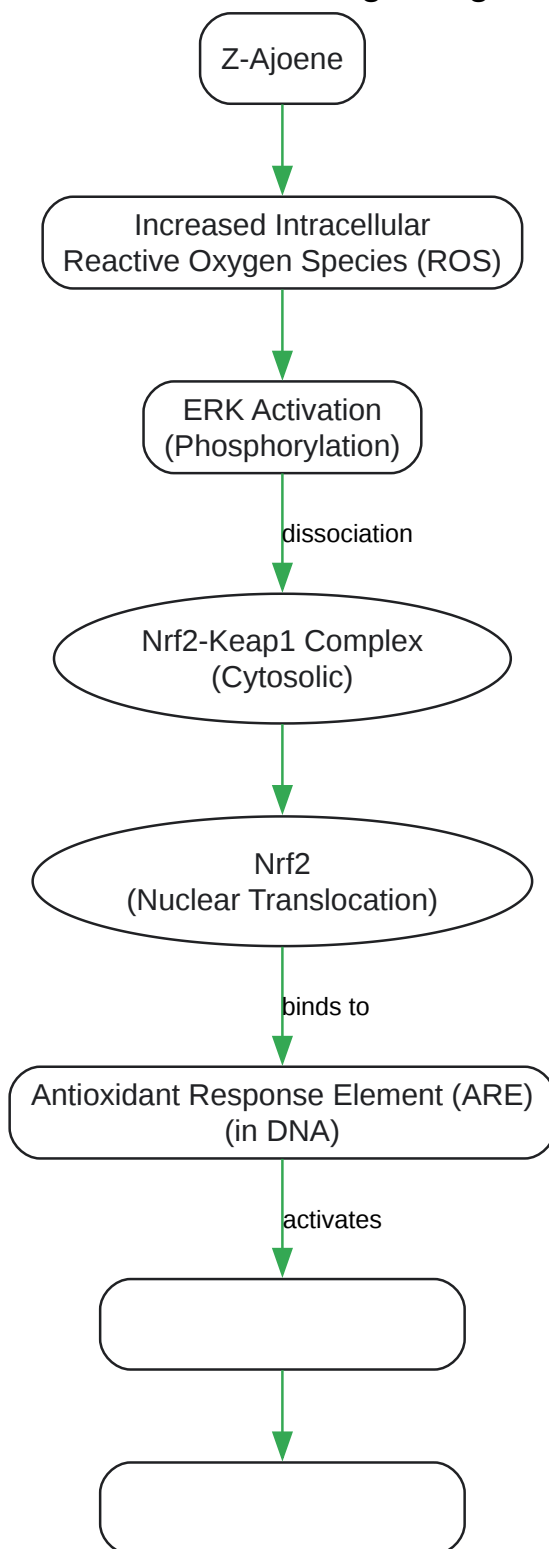 Z-Ajoene
Increased Intracellular
Reactive Oxygen Species (ROS)
ERK Activation
(Phosphorylation)
dissociation
Nrf2-Keap1 Complex
(Cytosolic)
Nrf2
(Nuclear Translocation)
binds to
Antioxidant Response Element (ARE)
(in DNA)
activates